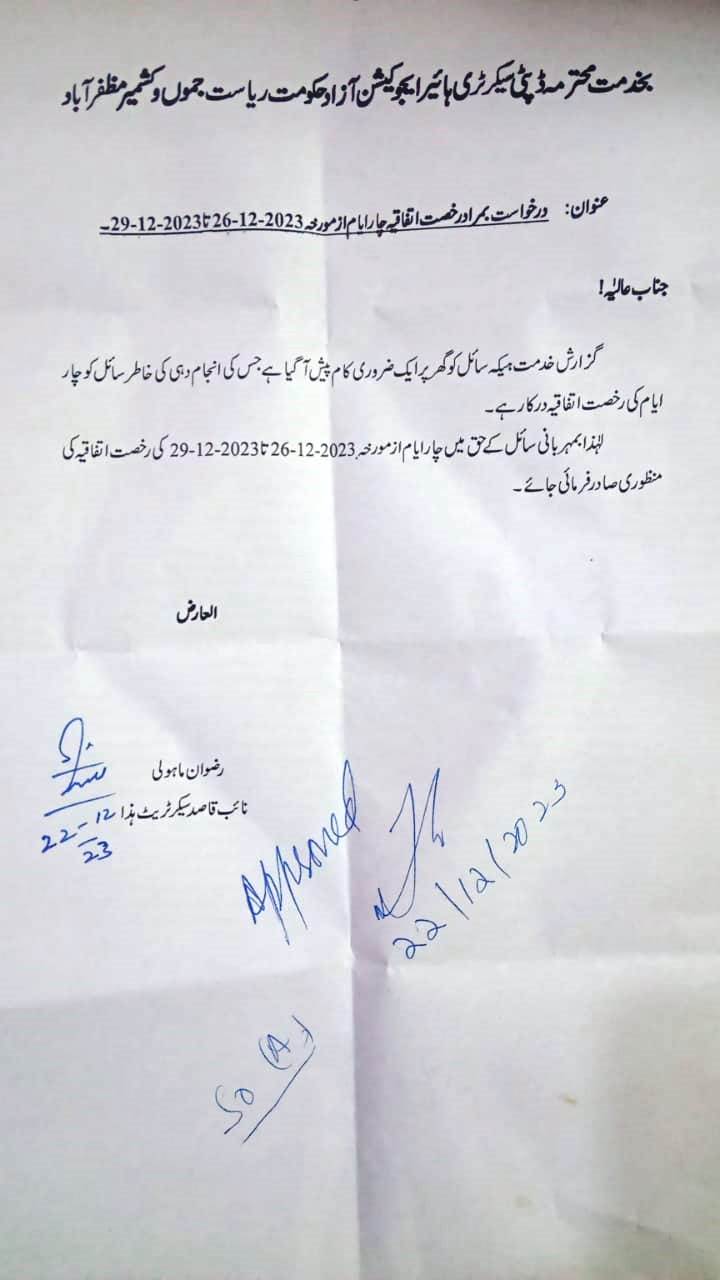 بخدمت محترمہ ڈپٹی سیکرٹری ہائیر ایجوکیشن آزاد حکومت ریاست جموں و کشمیر مظفر آباد
عنوان: درخواست بمراد رخصت اتفاقیہ چار ایام از مورخہ 26-12-2023 تا 29-12-2023۔
جناب عالیہ!
گزارش خدمت ہیکہ سائل کو گھر پر ایک ضروری کام پیش آ گیا ہے جس کی انجام دہی کی خاطر سائل کو چار
ایام کی رخصت اتفاقیہ درکار ہے۔
لہٰذا بمہربانی سائل کے حق میں چار ایام از مورخہ 26-12-2023 تا 29-12-2023 کی رخصت اتفاقیہ کی
منظوری صادر فرمائی جائے۔
العارض
رضوان ماہولی
نائب قاصد سیکرٹریٹ ہذا
22-12-23
Approved
22/12/2023
SO (A)